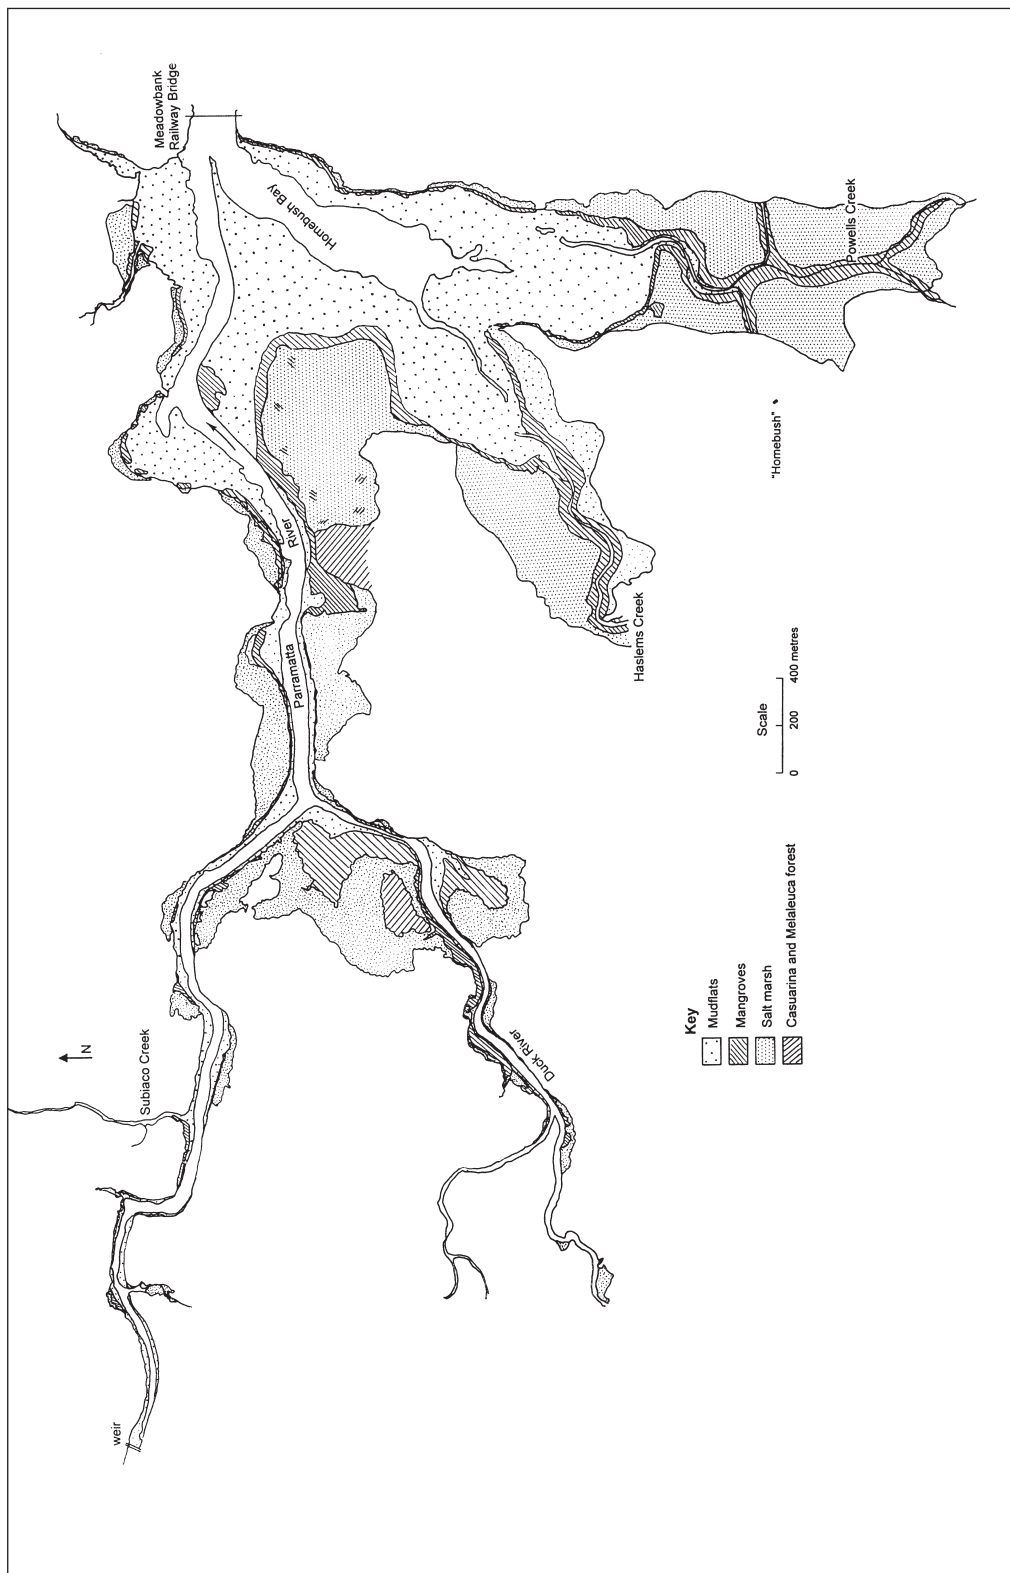 Meadowbank
Railway Bridge
Homebush Bay
Powells Creek
"Homebush"
River
Parramatta
Haslems Creek
Subiaco Creek
N
Duck River
weir
Scale
0 200 400 metres
Key
Mudflats
Mangroves
Salt marsh
Casuarina and Melaleuca forest